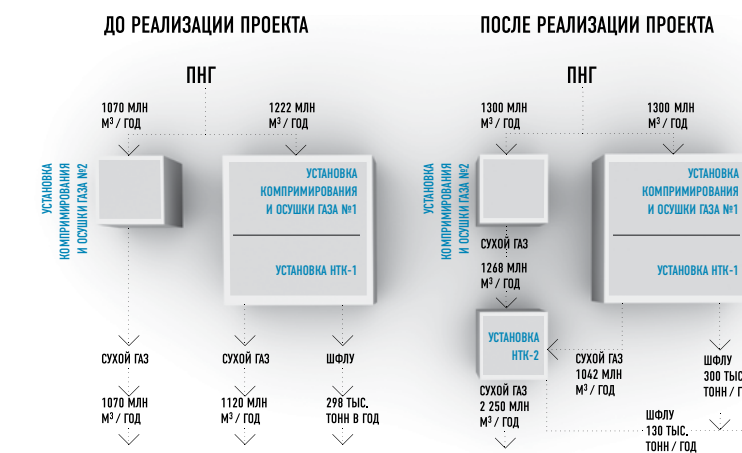 ДО РЕАЛИЗАЦИИ ПРОЕКТА
ПНГ
1070 МЛН
М³ / ГОД
1222 МЛН
М³ / ГОД
УСТАНОВКА
КОМПРИМИРОВАНИЯ
И ОСУШКИ ГАЗА №2
УСТАНОВКА
КОМПРИМИРОВАНИЯ
И ОСУШКИ ГАЗА №1
УСТАНОВКА НТК-1
СУХОЙ ГАЗ
СУХОЙ ГАЗ
ШФЛУ
1070 МЛН
М³ / ГОД
1120 МЛН
М³ / ГОД
298 ТЫС.
ТОНН В ГОД
ПОСЛЕ РЕАЛИЗАЦИИ ПРОЕКТА
ПНГ
1300 МЛН
М³ / ГОД
1300 МЛН
М³ / ГОД
УСТАНОВКА
КОМПРИМИРОВАНИЯ
И ОСУШКИ ГАЗА №2
УСТАНОВКА
КОМПРИМИРОВАНИЯ
И ОСУШКИ ГАЗА №1
УСТАНОВКА НТК-1
СУХОЙ ГАЗ
1268 МЛН
М³ / ГОД
УСТАНОВКА
НТК-2
СУХОЙ ГАЗ
1042 МЛН
М³ / ГОД
ШФЛУ
300 ТЫС
ТОНН / Г
СУХОЙ ГАЗ
2 250 МЛН
М³ / ГОД
ШФЛУ
130 ТЫС.
ТОНН / ГОД